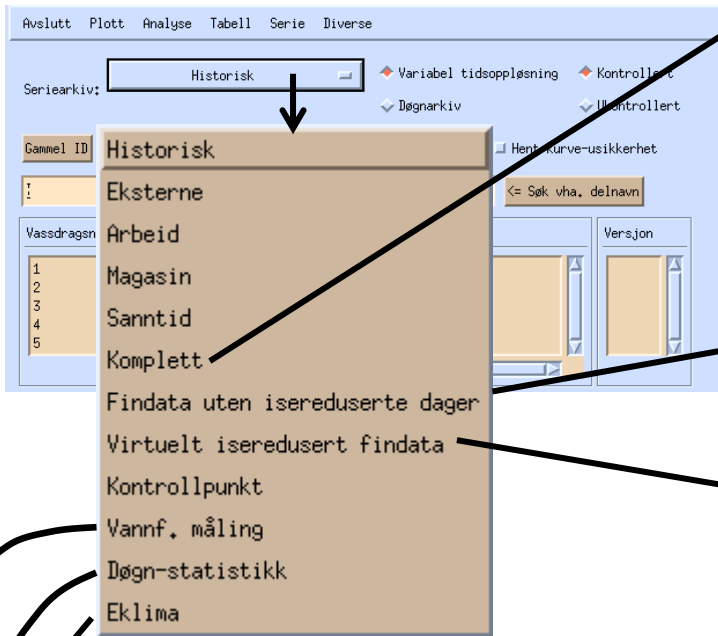 Avslutt Plott Analyse Tabell Serie Diverse
Seriearkiv: Historisk Variabel tidsoppløsning Kontrollert
Døgnarkiv Ukontrollert
Gammel ID Hent kurve-usikkerhet
<= Søk vha. delnavn
Vassdragsn Versjon
1
2
3
4
5
Historisk
Eksterne
Arbeid
Magasin
Sanntid
Komplett
Findata uten isereduserte dager
Virtuelt iseredusert findata
Kontrollpunkt
Vannf. måling
Døgn-statistikk
Eklima